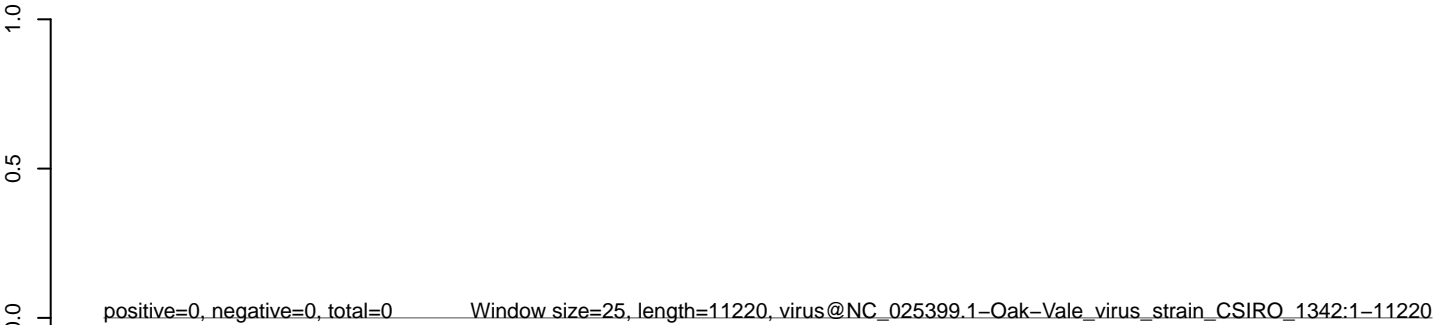 1.0
0.5
0.0
positive=0, negative=0, total=0 Window size=25, length=11220, virus@NC_025399.1−Oak−Vale_virus_strain_CSIRO_1342:1−11220